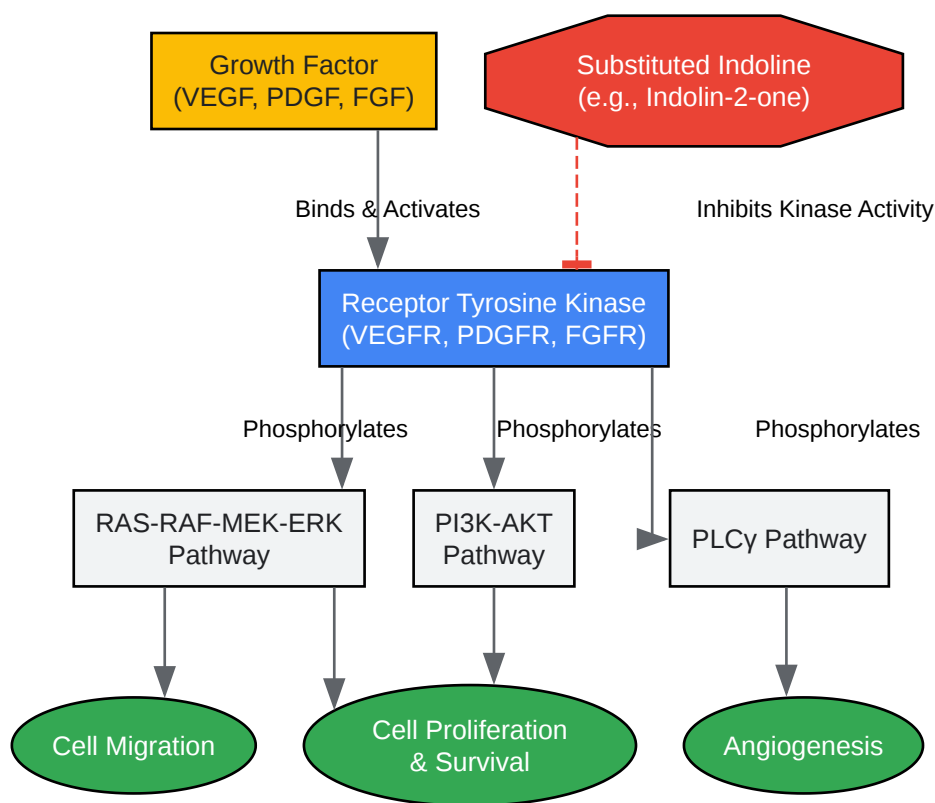 Growth Factor
(VEGF, PDGF, FGF)
Substituted Indoline
(e.g., Indolin-2-one)
Binds & Activates
Inhibits Kinase Activity
Receptor Tyrosine Kinase
(VEGFR, PDGFR, FGFR)
Phosphorylates
Phosphorylates
Phosphorylates
RAS-RAF-MEK-ERK
Pathway
PI3K-AKT
Pathway
PLCγ Pathway
Cell Migration
Cell Proliferation
& Survival
Angiogenesis